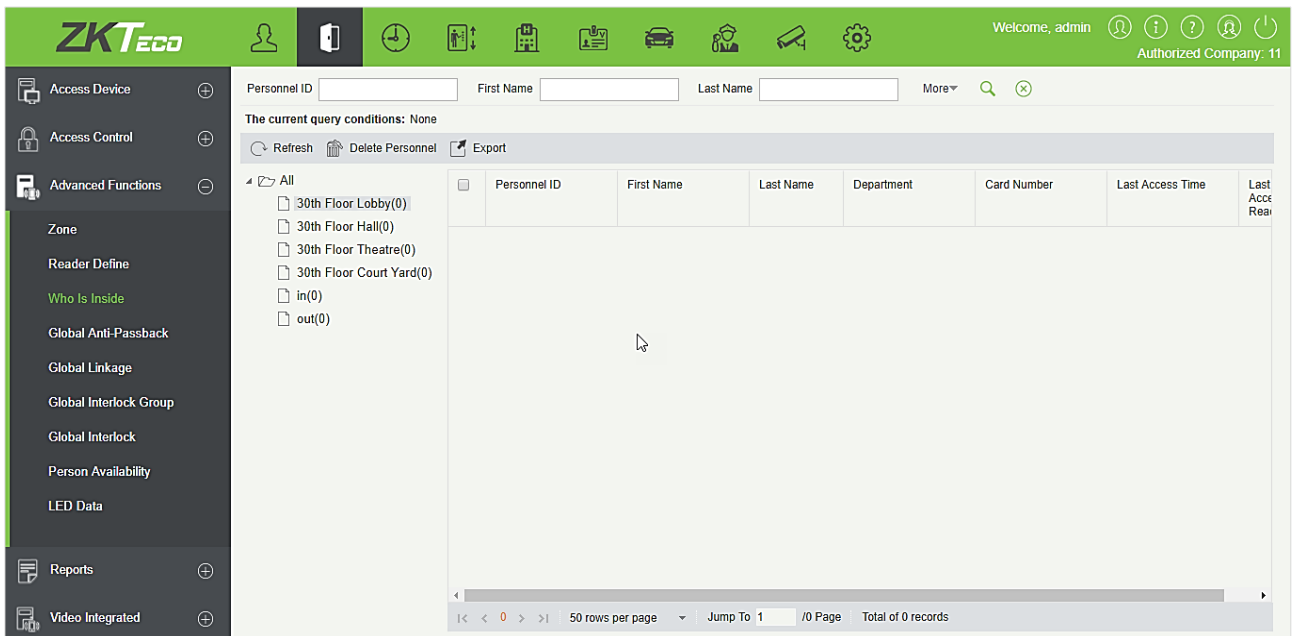 ZKTECO
Welcome, admin
Authorized Company: 11
Access Device
Access Control
Advanced Functions
Zone
Reader Define
Who Is Inside
Global Anti-Passback
Global Linkage
Global Interlock Group
Global Interlock
Person Availability
LED Data
Reports
Video Integrated
Personnel ID First Name Last Name More
The current query conditions: None
Refresh Delete Personnel Export
All
30th Floor Lobby(0)
30th Floor Hall(0)
30th Floor Theatre(0)
30th Floor Court Yard(0)
in(0)
out(0)
Personnel ID First Name Last Name Department Card Number Last Access Time Last
Acce
Read
0 50 rows per page Jump To 1 /0 Page Total of 0 records